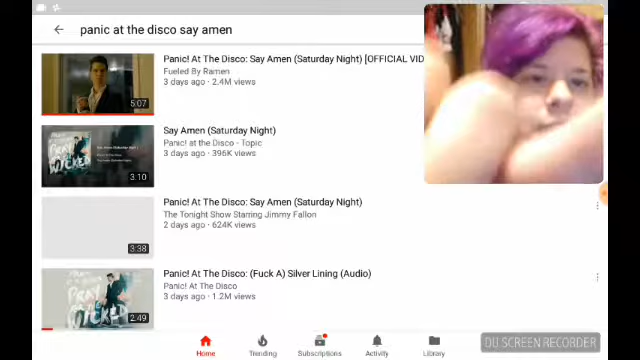 panic at the disco say amen
Panic! At The Disco: Say Amen (Saturday Night) [OFFICIAL VID
Fueled By Ramen
3 days ago · 2.4M views
5:07
Say Amen (Saturday Night)
Panic! at the Disco - Topic
3 days ago · 396K views
3:10
Panic! At The Disco: Say Amen (Saturday Night)
The Tonight Show Starring Jimmy Fallon
2 days ago · 624K views
3:38
Panic! At The Disco: (Fuck A) Silver Lining (Audio)
Panic! At The Disco
3 days ago · 1.2M views
PRAY
WICKED
2:49
Home
Trending
Subscriptions
Activity
Library
DU SCREEN RECORDER